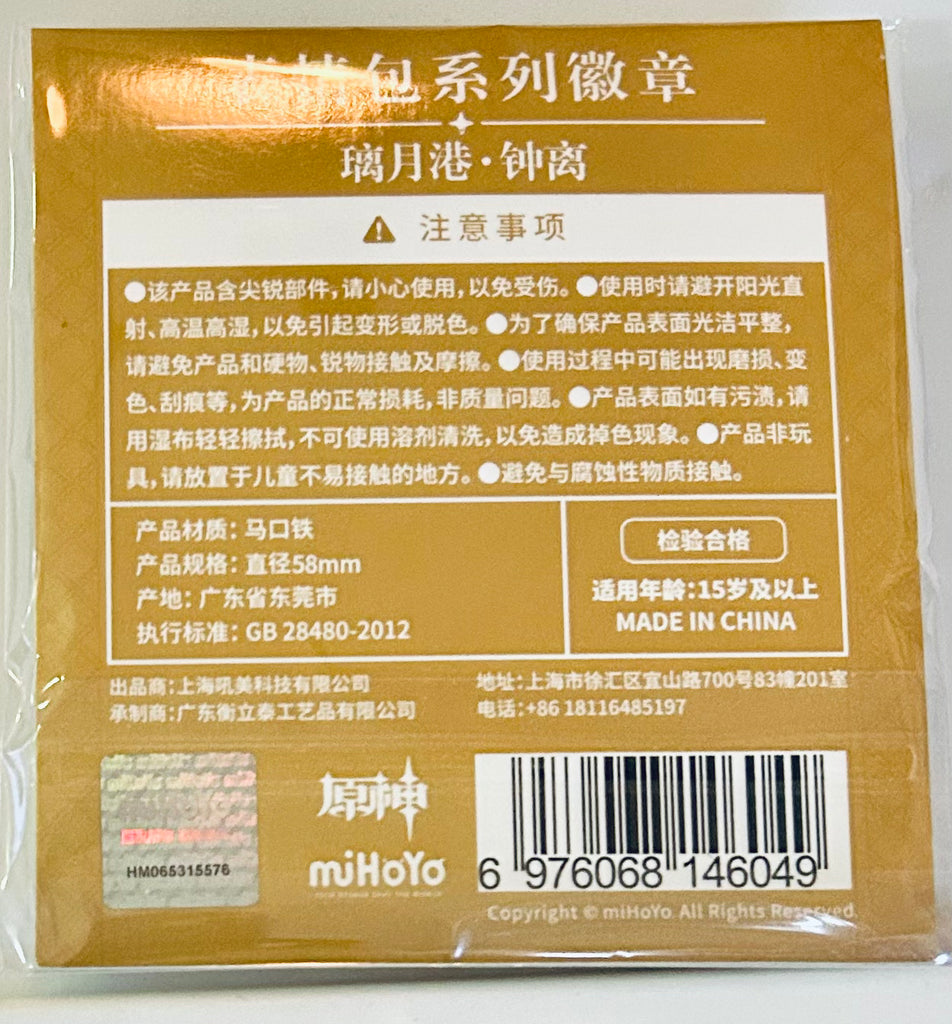 包系列徽章
璃月港·钟离
注意事项
●该产品含尖锐部件，请小心使用，以免受伤。●使用时请避开阳光直
射、高温高湿，以免引起变形或脱色。●为了确保产品表面光洁平整，
请避免产品和硬物、锐物接触及摩擦。●使用过程中可能出现磨损、变
色、刮痕等，为产品的正常损耗，非质量问题。●产品表面如有污渍，请
用湿布轻轻擦拭，不可使用溶剂清洗，以免造成掉色现象。●产品非玩
具，请放置于儿童不易接触的地方。●避免与腐蚀性物质接触。
产品材质：马口铁
产品规格：直径58mm
产地：广东省东莞市
执行标准：GB 28480-2012
检验合格
适用年龄：15岁及以上
MADE IN CHINA
出品商：上海吼美科技有限公司
承制商：广东衡立泰工艺品有限公司
地址：上海市徐汇区宜山路700号83幢201室
电话：+86 18116485197
HM065315576
原神
miHoYo
6 976068 146049
Copyright © miHoYo All Rights Reserved.